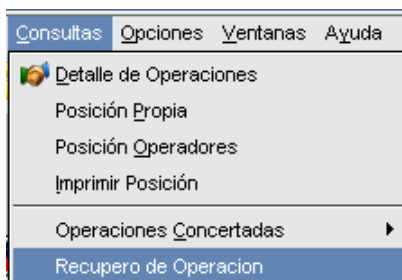 Consultas Opciones Ventanas Ayuda
Detalle de Operaciones
Posición Propia
Posición Operadores
Imprimir Posición
Operaciones Concertadas
Recupero de Operacion